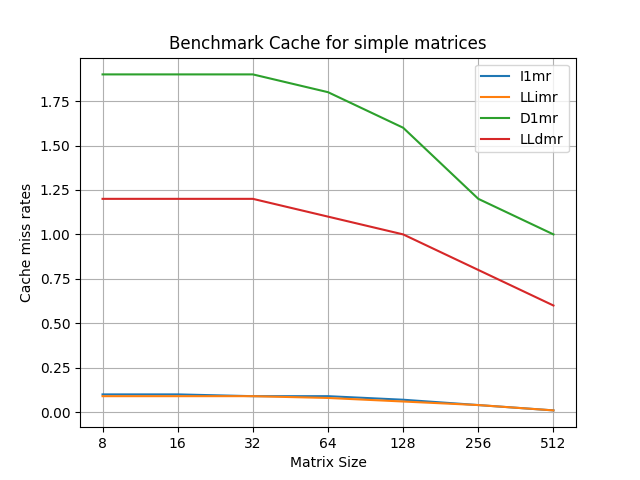 Benchmark Cache for simple matrices
I1mr
LLimr
D1mr
LLdmr
Cache miss rates
1.75
1.50
1.25
1.00
0.75
0.50
0.25
0.00
8 16 32 64 128 256 512
Matrix Size